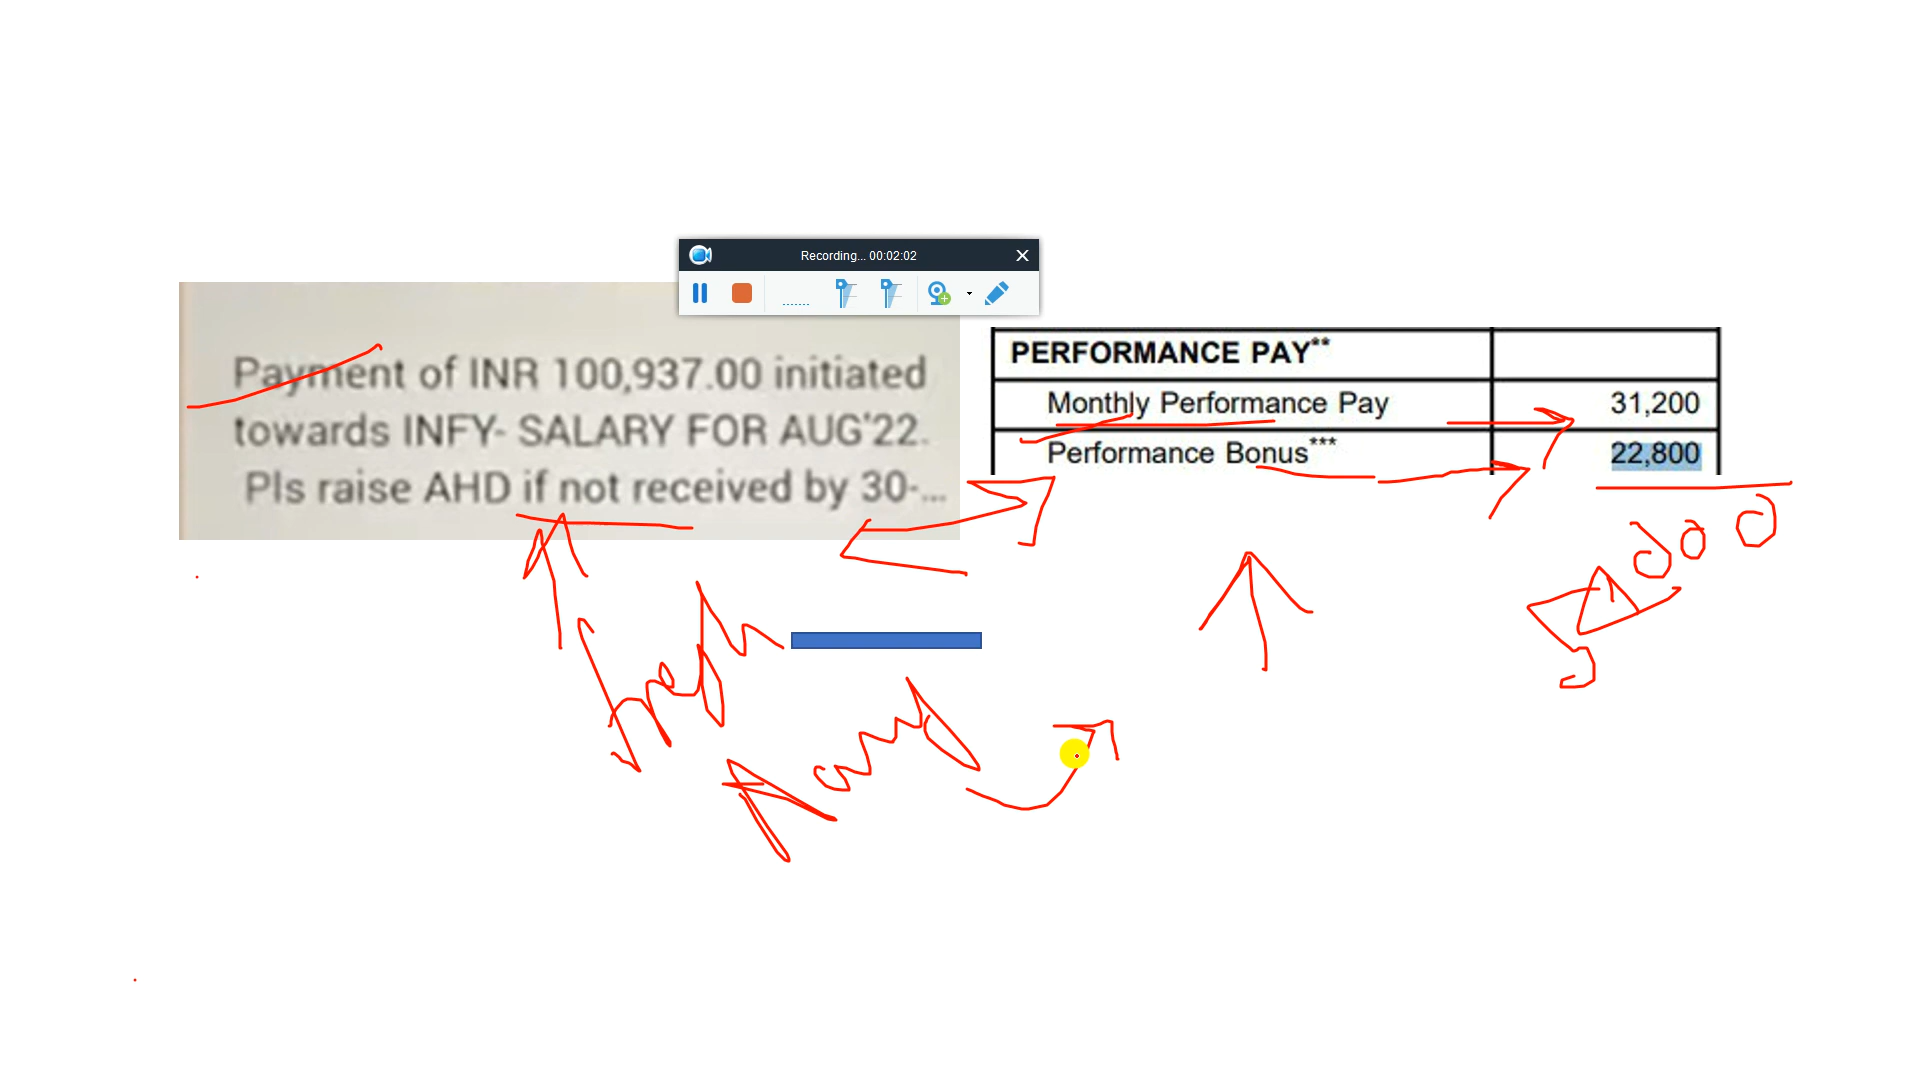 Recording... 00:02:02
Payment of INR 100,937.00 initiated
towards INFY- SALARY FOR AUG'22.
Pls raise AHD if not received by 30-...
PERFORMANCE PAY**
Monthly Performance Pay 31,200
Performance Bonus*** 22,800